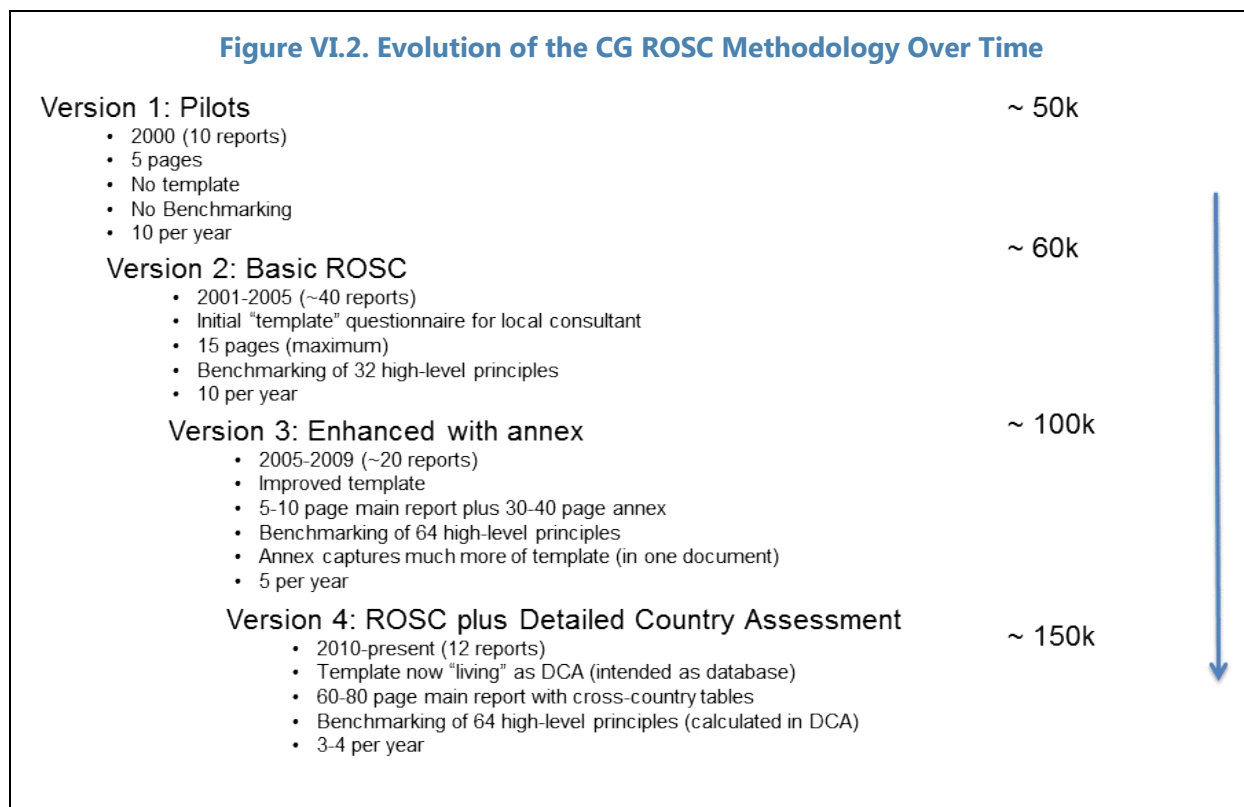 Figure VI.2. Evolution of the CG ROSC Methodology Over Time
Version 1: Pilots ~ 50k
• 2000 (10 reports)
• 5 pages
• No template
• No Benchmarking
• 10 per year
Version 2: Basic ROSC ~ 60k
• 2001-2005 (~40 reports)
• Initial “template” questionnaire for local consultant
• 15 pages (maximum)
• Benchmarking of 32 high-level principles
• 10 per year
Version 3: Enhanced with annex ~ 100k
• 2005-2009 (~20 reports)
• Improved template
• 5-10 page main report plus 30-40 page annex
• Benchmarking of 64 high-level principles
• Annex captures much more of template (in one document)
• 5 per year
Version 4: ROSC plus Detailed Country Assessment ~ 150k
• 2010-present (12 reports)
• Template now “living” as DCA (intended as database)
• 60-80 page main report with cross-country tables
• Benchmarking of 64 high-level principles (calculated in DCA)
• 3-4 per year